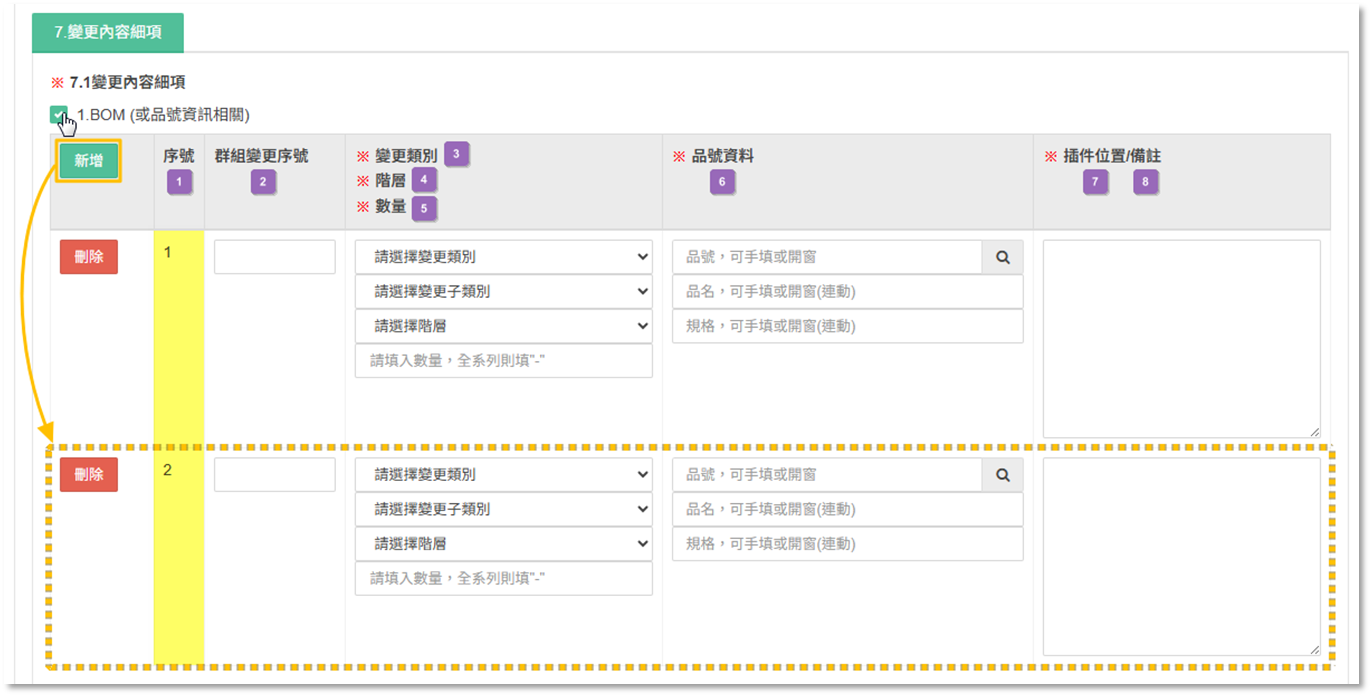 7.變更內容細項
※ 7.1變更內容細項
1.BOM (或品號資訊相關)
新增 序號 群組變更序號 ※ 變更類別 3 ※ 品號資料 ※ 插件位置/備註
1 2 ※ 階層 4 6 7 8
※ 數量 5
刪除 1 請選擇變更類別 品號，可手填或開窗
請選擇變更子類別 品名，可手填或開窗(連動)
請選擇階層 規格，可手填或開窗(連動)
請填入數量，全系列則填"-"
刪除 2 請選擇變更類別 品號，可手填或開窗
請選擇變更子類別 品名，可手填或開窗(連動)
請選擇階層 規格，可手填或開窗(連動)
請填入數量，全系列則填"-"